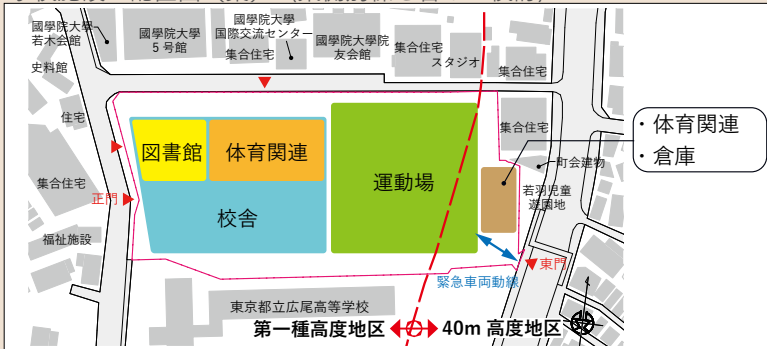 國學院大學
若木会館
國學院大學
5号館
國學院大學
国際交流センター
集合住宅
國學院大學院
友会館
集合住宅
スタジオ
集合住宅
史料館
住宅
集合住宅
正門
福祉施設
図書館
体育関連
校舎
運動場
集合住宅
町会建物
若羽児童
遊園地
東門
緊急車両動線
・体育関連
・倉庫
東京都立広尾高等学校
第一種高度地区
40m 高度地区